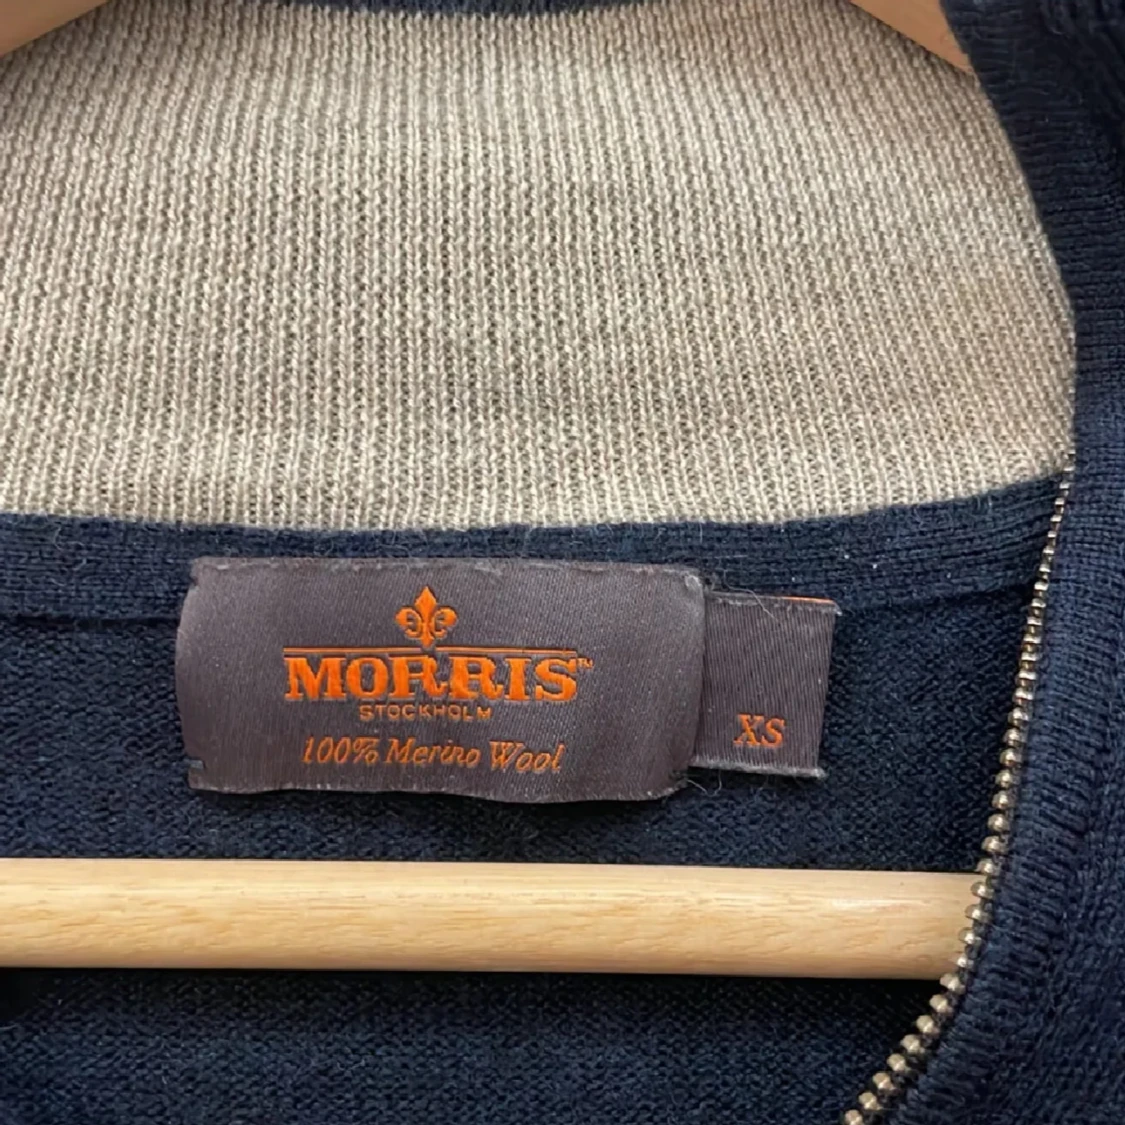 MORRIS™
STOCKHOLM
100% Merino Wool
XS